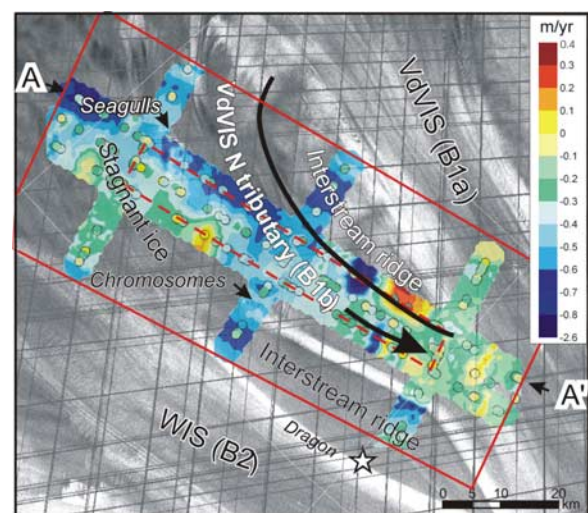 m/yr
0.4
0.3
0.2
0.1
0
-0.1
-0.2
-0.3
-0.4
-0.5
-0.6
-0.7
-0.8
-2.6
A
Seagulls
VdVIS N tributary (B1b)
VdVIS (B1a)
Interstream ridge
Stagnant ice
Chromosomes
Interstream ridge
A'
WIS (B2)
Dragon
0 5 10 20
km